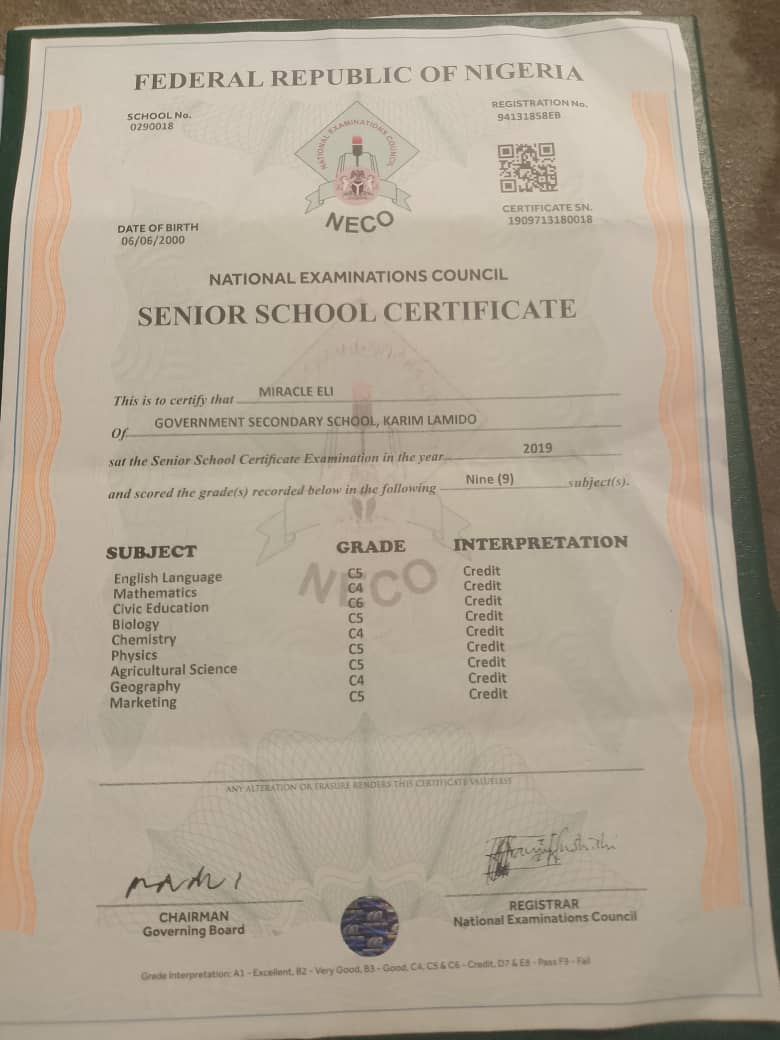 FEDERAL REPUBLIC OF NIGERIA
SCHOOL No.
0290018
REGISTRATION No.
94131858EB
NATIONAL EXAMINATIONS COUNCIL
NECO
CERTIFICATE SN.
1909713180018
DATE OF BIRTH
06/06/2000
NATIONAL EXAMINATIONS COUNCIL
SENIOR SCHOOL CERTIFICATE
This is to certify that MIRACLE ELI
Of GOVERNMENT SECONDARY SCHOOL, KARIM LAMIDO
sat the Senior School Certificate Examination in the year 2019
and scored the grade(s) recorded below in the following Nine (9) subject(s).
SUBJECT GRADE INTERPRETATION
English Language C5 Credit
Mathematics C4 Credit
Civic Education C6 Credit
Biology C5 Credit
Chemistry C4 Credit
Physics C5 Credit
Agricultural Science C5 Credit
Geography C4 Credit
Marketing C5 Credit
NECO
ANY ALTERATION OR ERASURE RENDERS THIS CERTIFICATE VALUELESS
CHAIRMAN
Governing Board
REGISTRAR
National Examinations Council
Grade Interpretation: A1 - Excellent, B2 - Very Good, B3 - Good, C4, C5 & C6 - Credit, D7 & E8 - Pass F9 - Fail